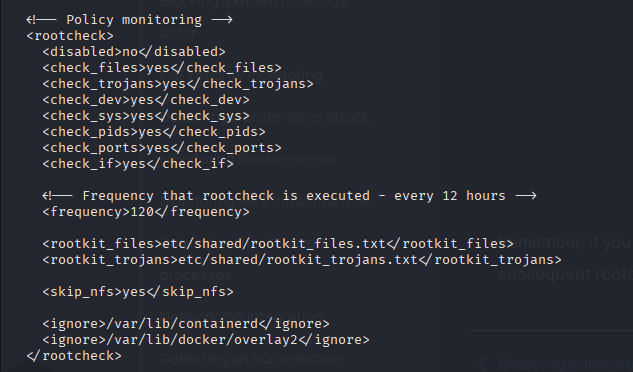 <!-- Policy monitoring -->
<rootcheck>
<disabled>no</disabled>
<check_files>yes</check_files>
<check_trojans>yes</check_trojans>
<check_dev>yes</check_dev>
<check_sys>yes</check_sys>
<check_pids>yes</check_pids>
<check_ports>yes</check_ports>
<check_if>yes</check_if>
<!-- Frequency that rootcheck is executed - every 12 hours -->
<frequency>120</frequency>
<rootkit_files>etc/shared/rootkit_files.txt</rootkit_files>
<rootkit_trojans>etc/shared/rootkit_trojans.txt</rootkit_trojans>
<skip_nfs>yes</skip_nfs>
<ignore>/var/lib/containerd</ignore>
<ignore>/var/lib/docker/overlay2</ignore>
</rootcheck>
Blocking a known malicious
actor
Docker events
Remember: if you
subsequent
processes
Detecting an SQL injection
Detecting malware